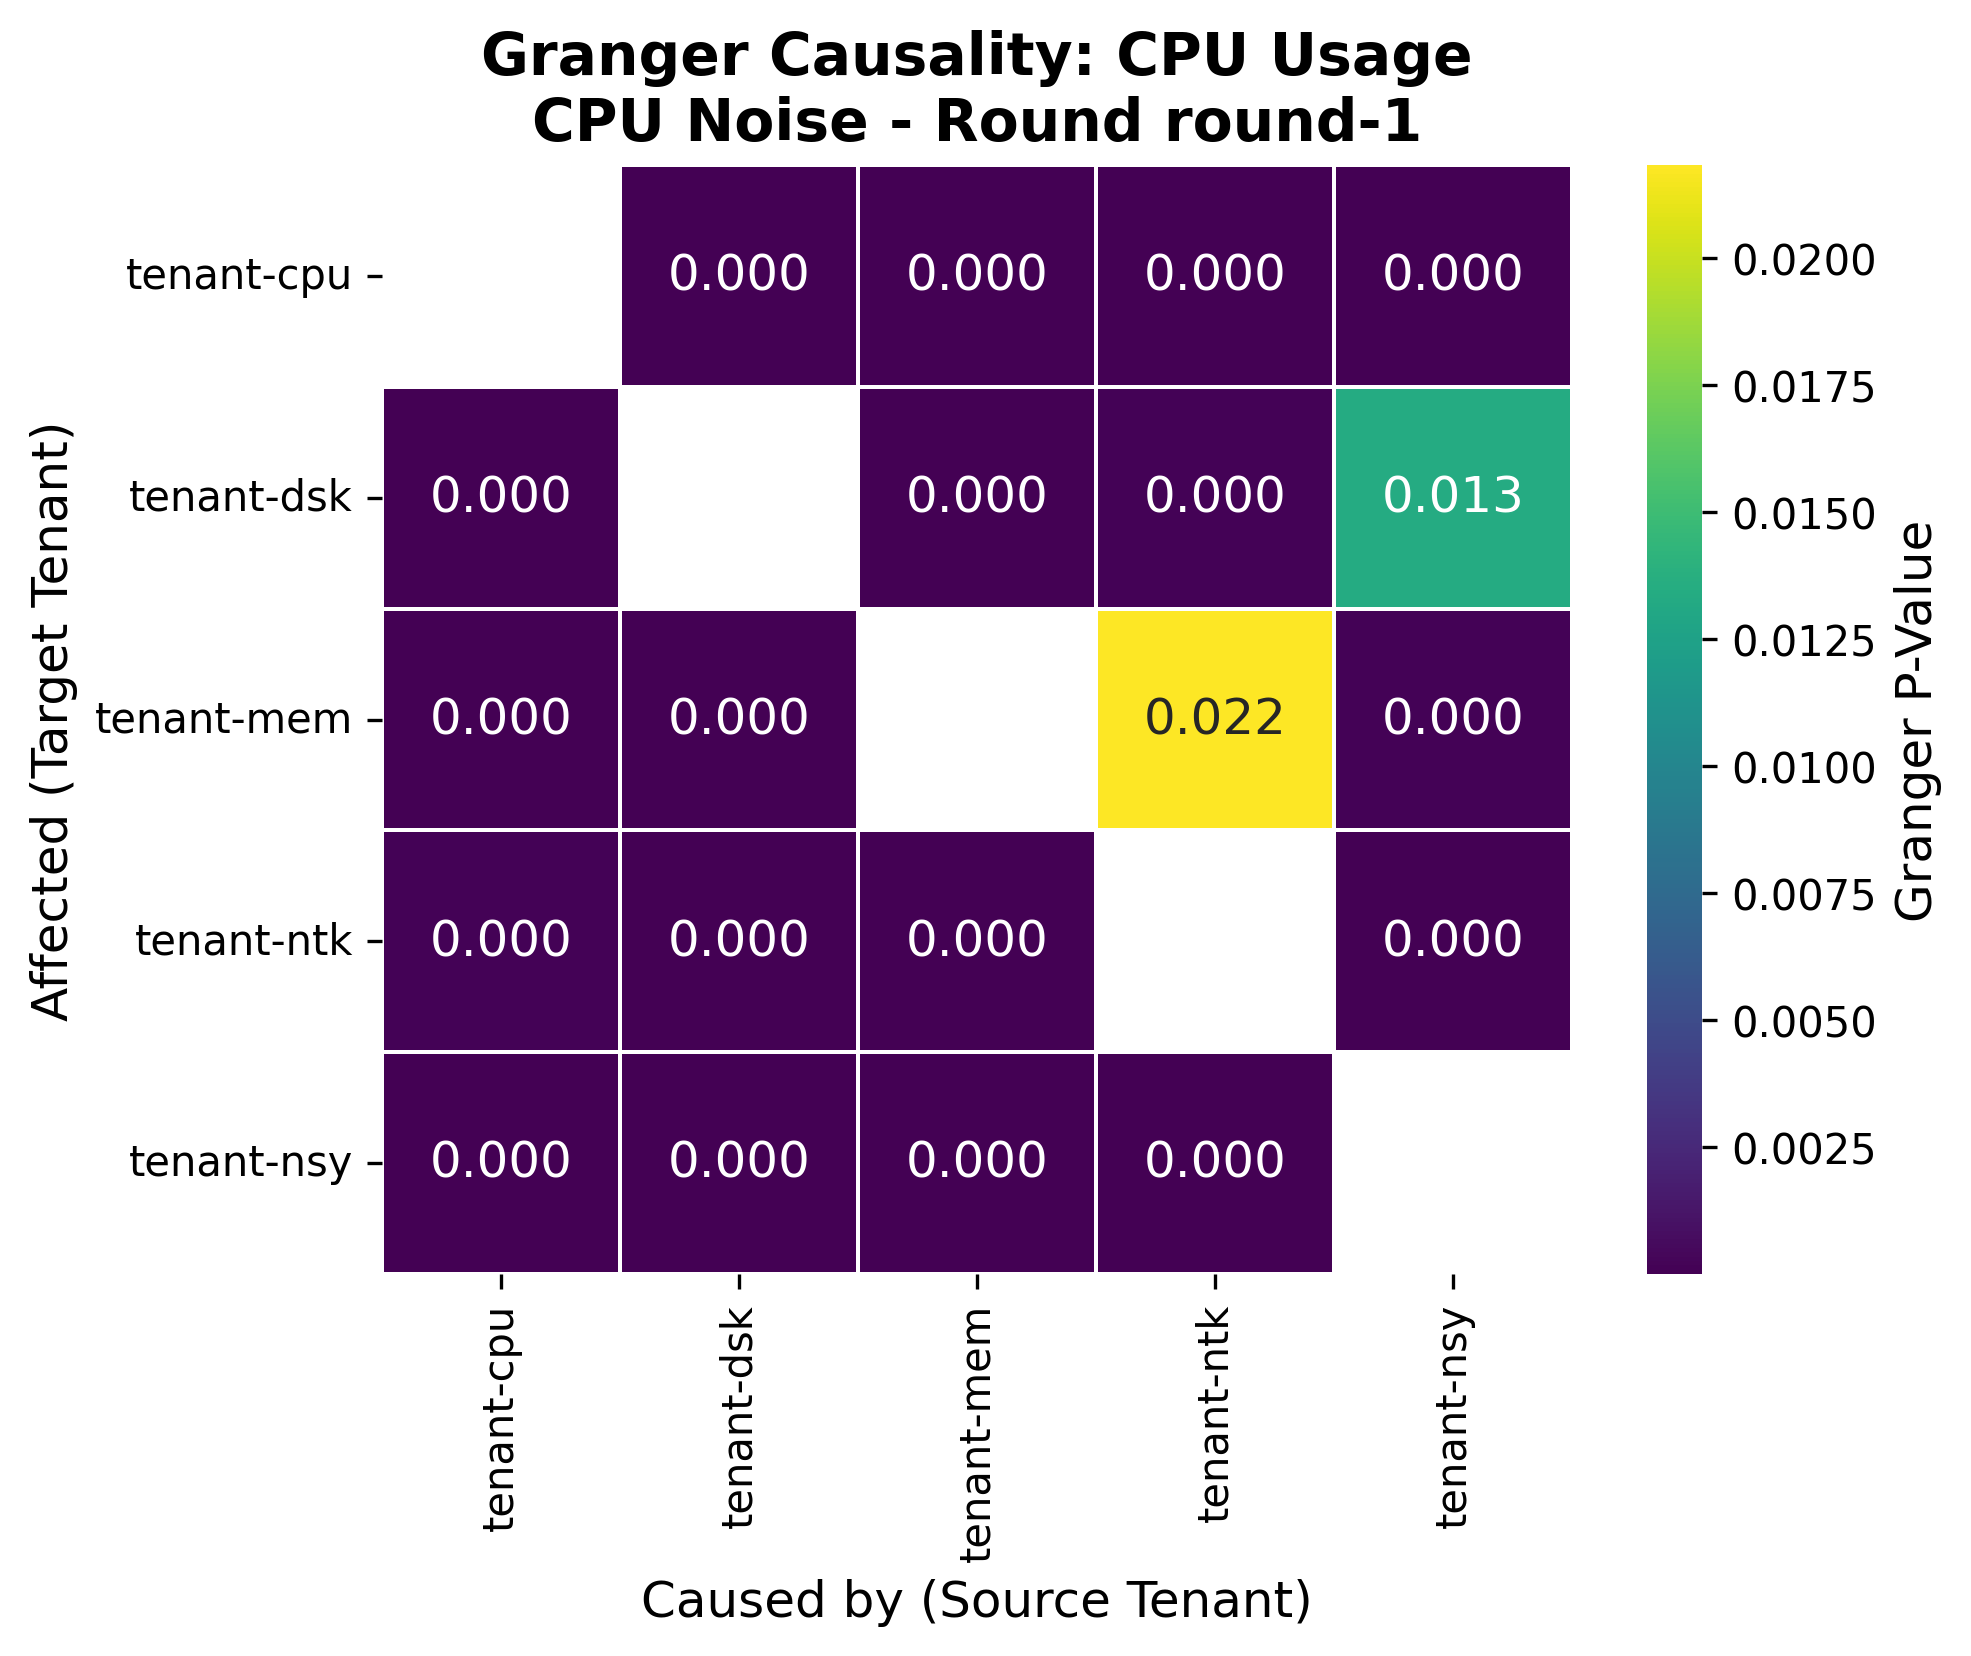 Granger Causality: CPU Usage
CPU Noise - Round round-1
Affected (Target Tenant)
tenant-cpu 0.000 0.000 0.000 0.000
tenant-dsk 0.000 0.000 0.000 0.013
tenant-mem 0.000 0.000 0.022 0.000
tenant-ntk 0.000 0.000 0.000 0.000
tenant-nsy 0.000 0.000 0.000 0.000
tenant-cpu
tenant-dsk
tenant-mem
tenant-ntk
tenant-nsy
Caused by (Source Tenant)
0.0200
0.0175
0.0150
0.0125
0.0100
0.0075
0.0050
0.0025
Granger P-Value